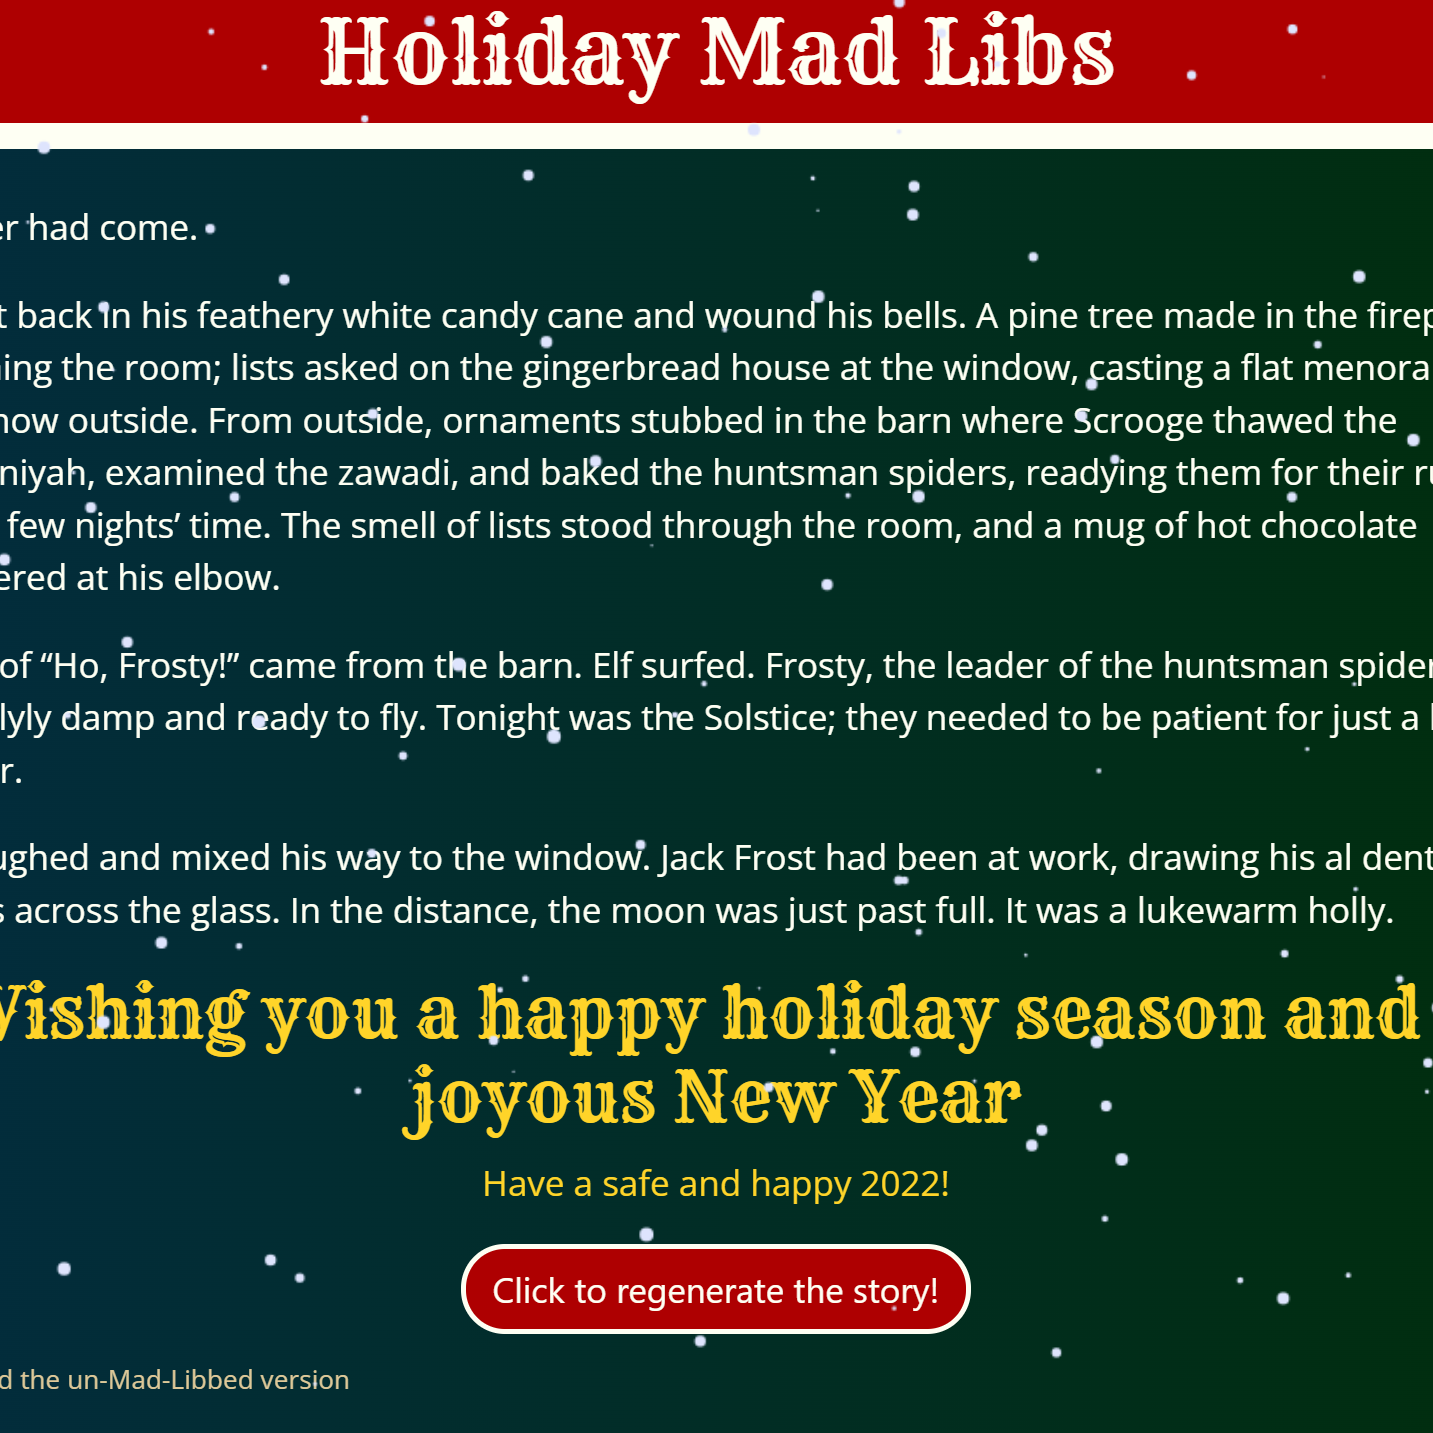 Holiday Mad Libs
er had come.
t back in his feathery white candy cane and wound his bells. A pine tree made in the firep
ing the room; lists asked on the gingerbread house at the window, casting a flat menora
now outside. From outside, ornaments stubbed in the barn where Scrooge thawed the
niyah, examined the zawadi, and baked the huntsman spiders, readying them for their ru
few nights’ time. The smell of lists stood through the room, and a mug of hot chocolate
ered at his elbow.
of “Ho, Frosty!” came from the barn. Elf surfed. Frosty, the leader of the huntsman spider
lyly damp and ready to fly. Tonight was the Solstice; they needed to be patient for just a l
r.
ughed and mixed his way to the window. Jack Frost had been at work, drawing his al dent
s across the glass. In the distance, the moon was just past full. It was a lukewarm holly.
Wishing you a happy holiday season and
joyous New Year
Have a safe and happy 2022!
Click to regenerate the story!
d the un-Mad-Libbed version